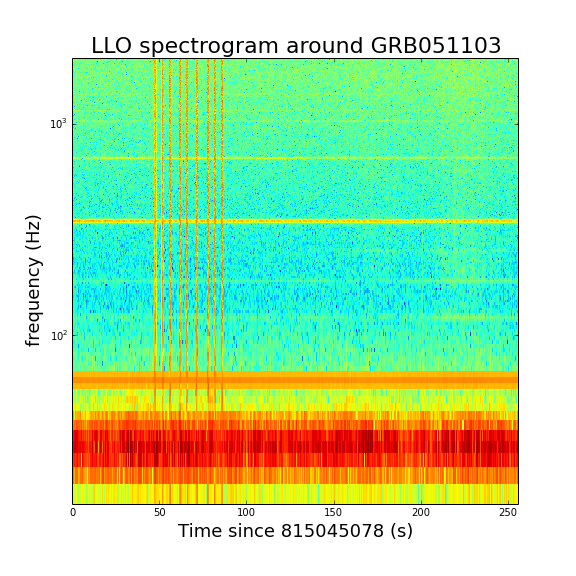 LLO spectrogram around GRB051103
frequency (Hz)
10³
10²
0 50 100 150 200 250
Time since 815045078 (s)